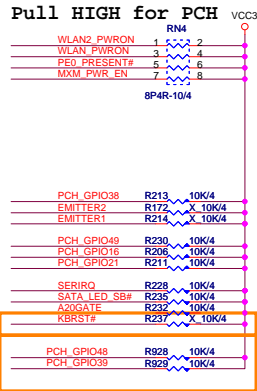 Pull HIGH for PCH VCC3
RN4
WLAN2_PWRON 1 2
WLAN_PWRON 3 4
PE0_PRESENT# 5 6
MXM_PWR_EN 7 8
8P4R-10/4
PCH_GPIO38 R213 10K/4
EMITTER2 R172 X_10K/4
EMITTER1 R214 X_10K/4
PCH_GPIO49 R230 10K/4
PCH_GPIO16 R206 10K/4
PCH_GPIO21 R211 10K/4
SERIRQ R228 10K/4
SATA_LED_SB# R235 10K/4
A20GATE R232 10K/4
KBRST# R237 X_10K/4
PCH_GPIO48 R928 10K/4
PCH_GPIO39 R929 10K/4